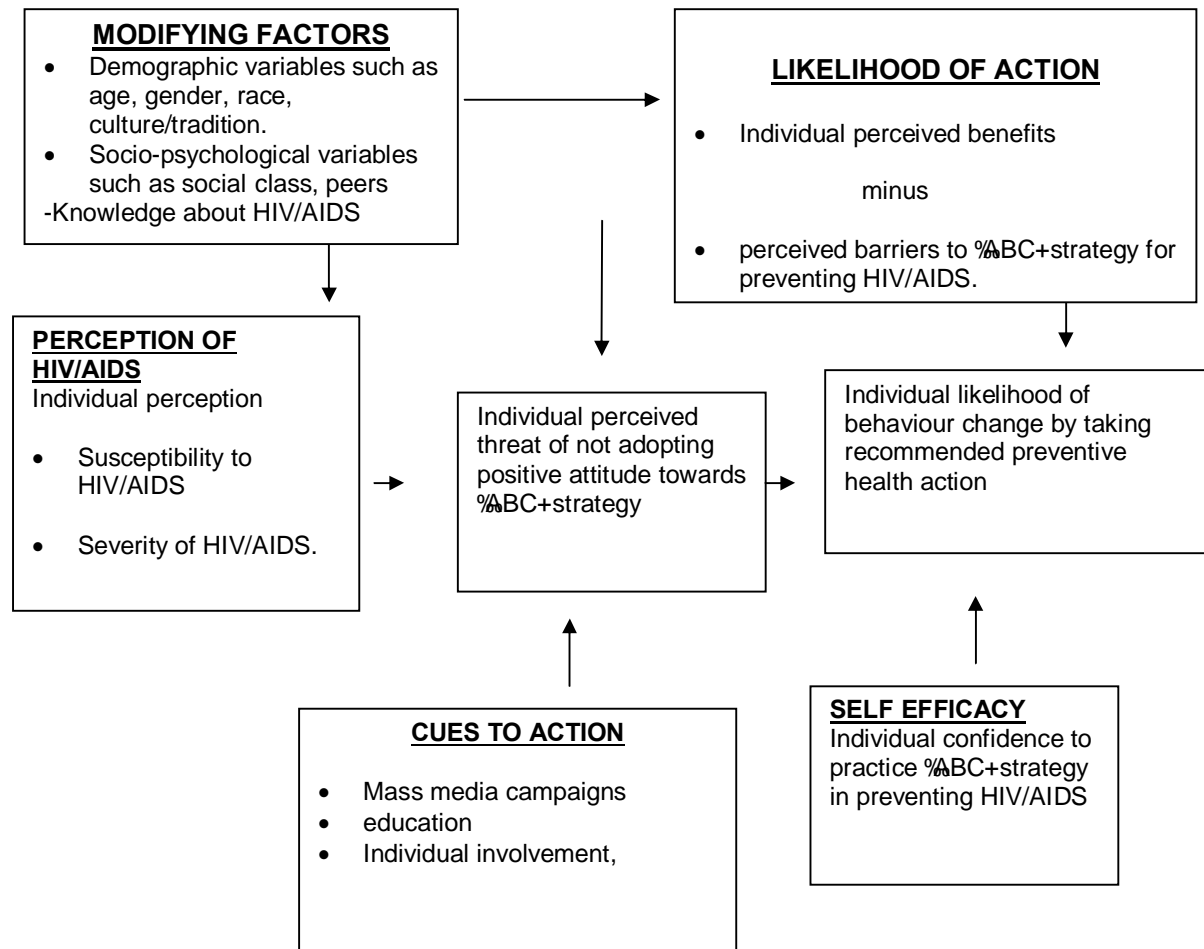 MODIFYING FACTORS
• Demographic variables such as
age, gender, race,
culture/tradition.
• Socio-psychological variables
such as social class, peers
-Knowledge about HIV/AIDS
LIKELIHOOD OF ACTION
• Individual perceived benefits
minus
• perceived barriers to ‰ABC+strategy for
preventing HIV/AIDS.
PERCEPTION OF
HIV/AIDS
Individual perception
• Susceptibility to
HIV/AIDS
• Severity of HIV/AIDS.
Individual perceived
threat of not adopting
positive attitude towards
‰ABC+strategy
Individual likelihood of
behaviour change by taking
recommended preventive
health action
CUES TO ACTION
• Mass media campaigns
• education
• Individual involvement,
SELF EFFICACY
Individual confidence to
practice ‰ABC+strategy
in preventing HIV/AIDS